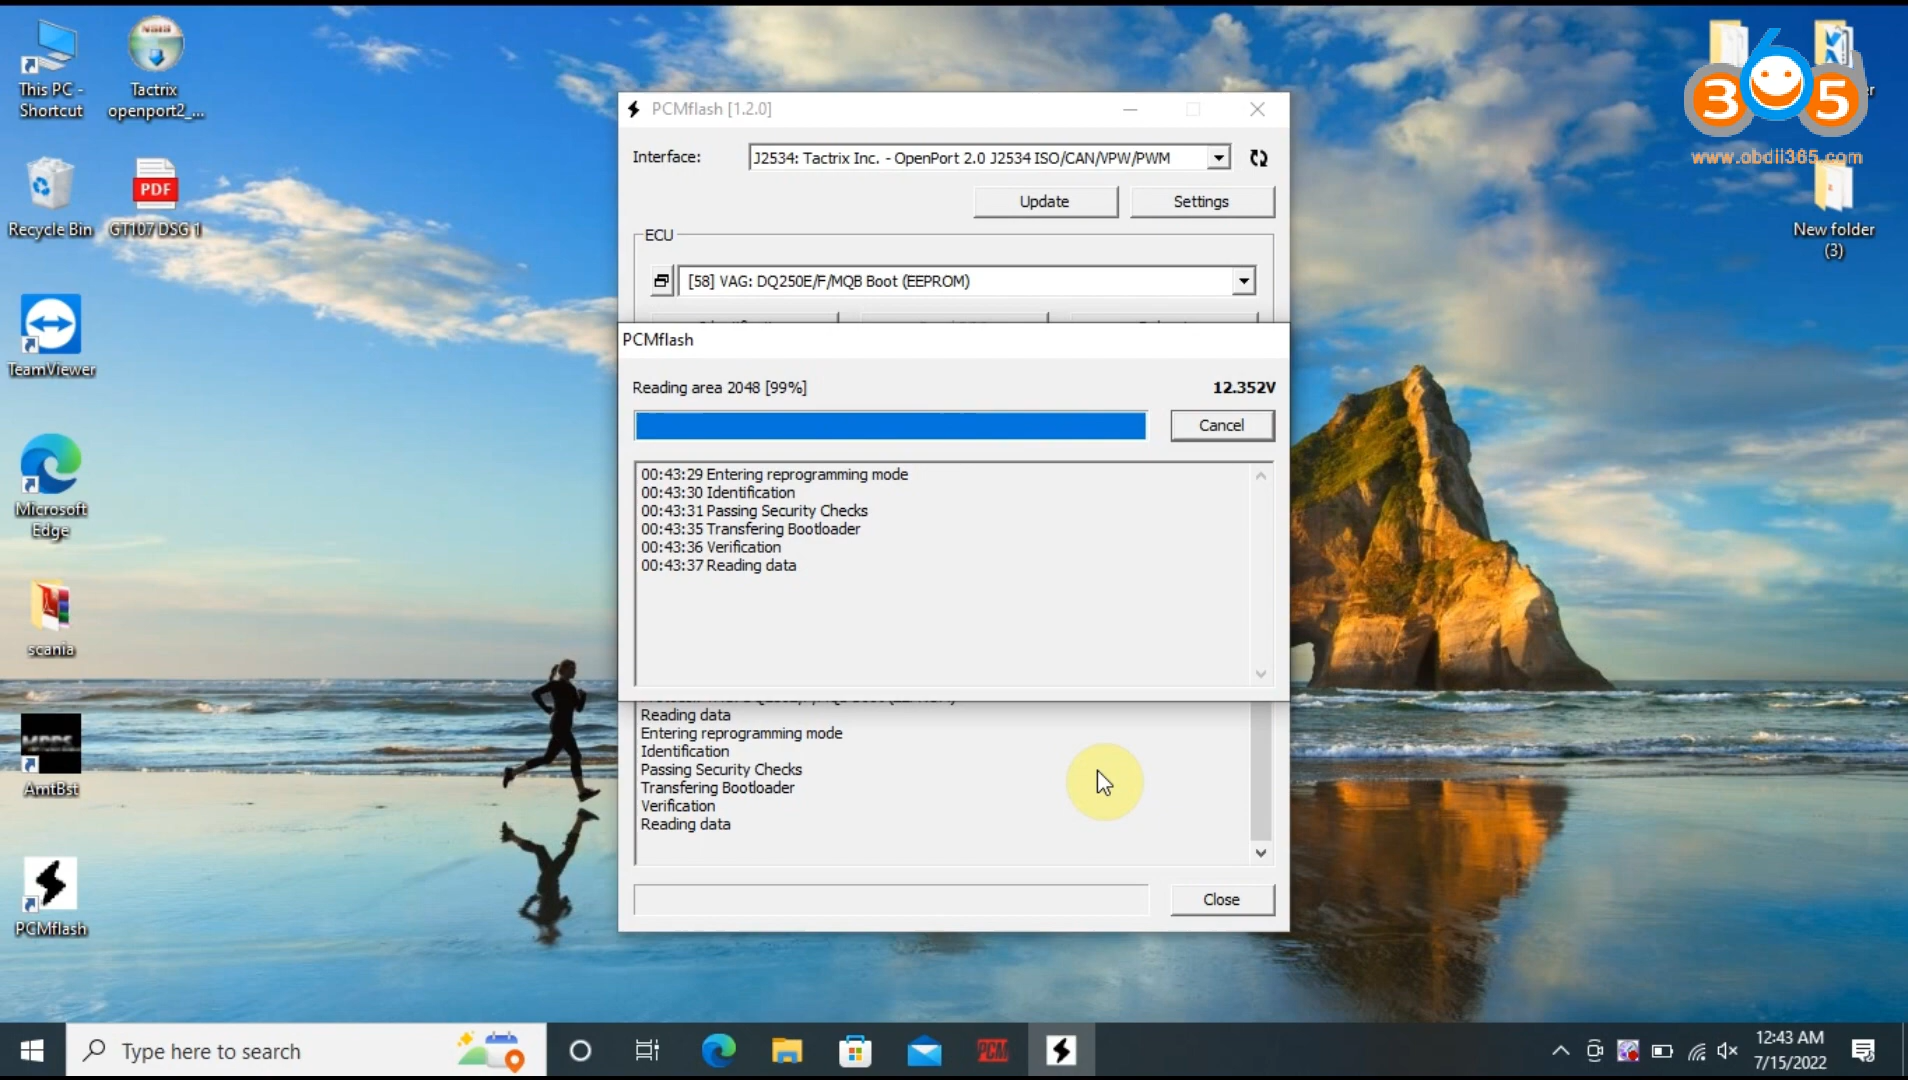 This PC -
Shortcut
Tactrix
openport2_...
Recycle Bin
PDF
GT107 DSG 1
TeamViewer
Microsoft
Edge
scania
AmtBst
PCMflash
365
www.obdii365.com
New folder
(3)
PCMflash [1.2.0]
Interface:
J2534: Tactrix Inc. - OpenPort 2.0 J2534 ISO/CAN/VPW/PWM
Update
Settings
ECU
[58] VAG: DQ250E/F/MQB Boot (EEPROM)
PCMflash
Reading area 2048 [99%]
12.352V
Cancel
00:43:29 Entering reprogramming mode
00:43:30 Identification
00:43:31 Passing Security Checks
00:43:35 Transfering Bootloader
00:43:36 Verification
00:43:37 Reading data
Reading data
Entering reprogramming mode
Identification
Passing Security Checks
Transfering Bootloader
Verification
Reading data
Close
Type here to search
PCM
12:43 AM
7/15/2022